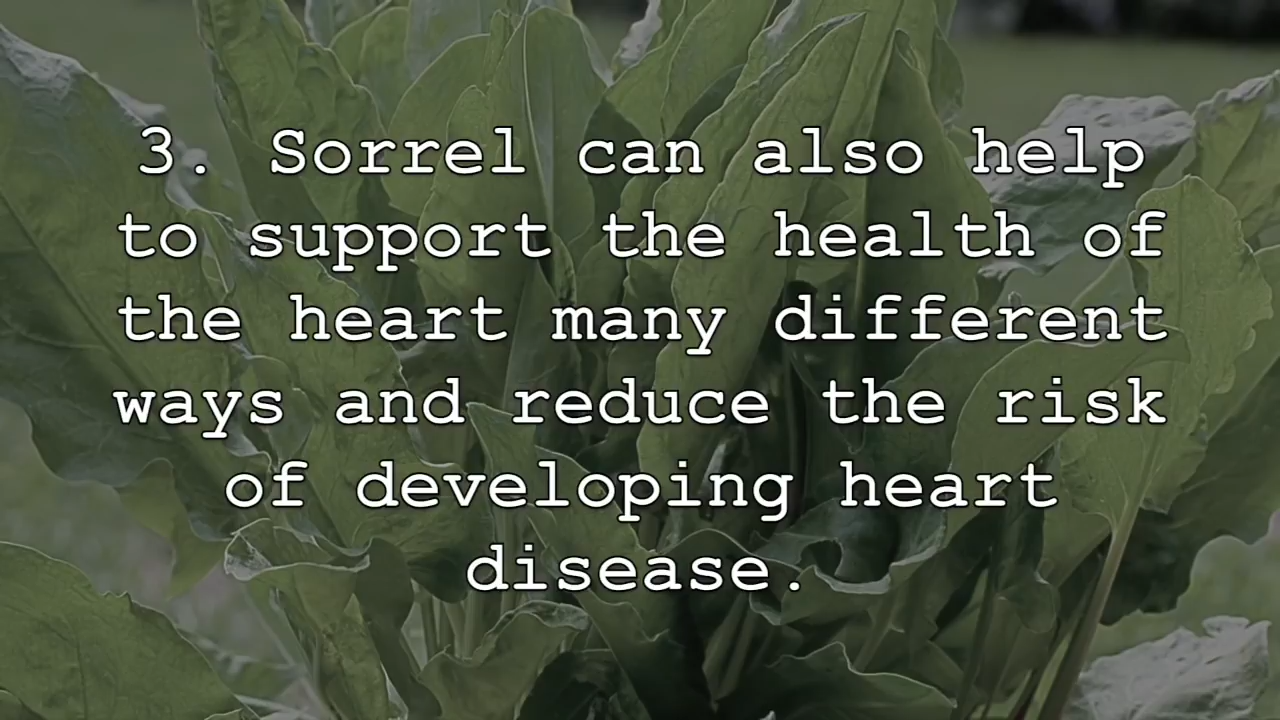 3. Sorrel can also help
to support the health of
the heart many different
ways and reduce the risk
of developing heart
disease.